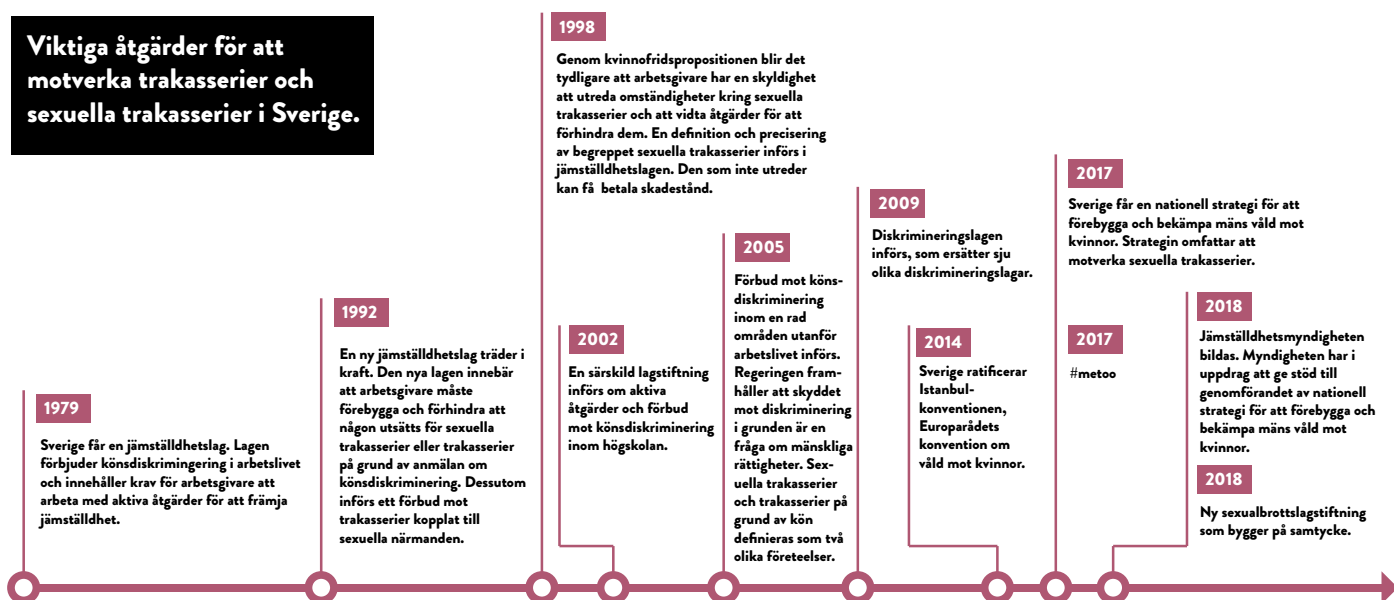 Viktiga åtgärder för att
motverka trakasserier och
sexuella trakasserier i Sverige.
1979
Sverige får en jämställdhetslag. Lagen
förbjuder könsdiskrimingering i arbetslivet
och innehåller krav för arbetsgivare att
arbeta med aktiva åtgärder för att främja
jämställdhet.
1992
En ny jämställdhetslag träder i
kraft. Den nya lagen innebär
att arbetsgivare måste
förebygga och förhindra att
någon utsätts för sexuella
trakasserier eller trakasserier
på grund av anmälan om
könsdiskriminering. Dessutom
införs ett förbud mot
trakasserier kopplat till
sexuella närmanden.
1998
Genom kvinnofridspropositionen blir det
tydligare att arbetsgivare har en skyldighet
att utreda omständigheter kring sexuella
trakasserier och att vidta åtgärder för att
förhindra dem. En definition och precisering
av begreppet sexuella trakasserier införs i
jämställdhetslagen. Den som inte utreder
kan få betala skadestånd.
2002
En särskild lagstiftning
införs om aktiva
åtgärder och förbud
mot könsdiskriminering
inom högskolan.
2005
Förbud mot köns-
diskriminering
inom en rad
områden utanför
arbetslivet införs.
Regeringen fram-
håller att skyddet
mot diskriminering
i grunden är en
fråga om mänskliga
rättigheter. Sex-
uella trakasserier
och trakasserier på
grund av kön
definieras som två
olika företeelser.
2009
Diskrimineringslagen
införs, som ersätter sju
olika diskrimineringslagar.
2014
Sverige ratificerar
Istanbul-
konventionen,
Europarådets
konvention om
våld mot kvinnor.
2017
Sverige får en nationell strategi för att
förebygga och bekämpa mäns våld mot
kvinnor. Strategin omfattar att
motverka sexuella trakasserier.
2017
#metoo
2018
Jämställdhetsmyndigheten
bildas. Myndigheten har i
uppdrag att ge stöd till
genomförandet av nationell
strategi för att förebygga och
bekämpa mäns våld mot
kvinnor.
2018
Ny sexualbrottslagstiftning
som bygger på samtycke.